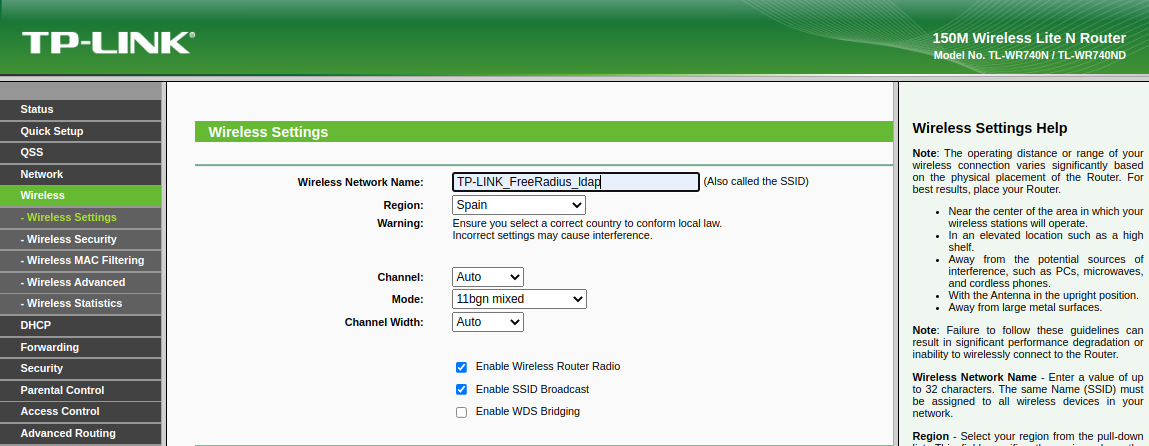 TP-LINK®
150M Wireless Lite N Router
Model No. TL-WR740N / TL-WR740ND
Status
Quick Setup
QSS
Network
Wireless
- Wireless Settings
- Wireless Security
- Wireless MAC Filtering
- Wireless Advanced
- Wireless Statistics
DHCP
Forwarding
Security
Parental Control
Access Control
Advanced Routing
Wireless Settings
Wireless Network Name: TP-LINK_FreeRadius_ldap (Also called the SSID)
Region: Spain
Warning: Ensure you select a correct country to conform local law.
Incorrect settings may cause interference.
Channel: Auto
Mode: 11bgn mixed
Channel Width: Auto
Enable Wireless Router Radio
Enable SSID Broadcast
Enable WDS Bridging
Wireless Settings Help
Note: The operating distance or range of your
wireless connection varies significantly based
on the physical placement of the Router. For
best results, place your Router.
• Near the center of the area in which your
wireless stations will operate.
• In an elevated location such as a high
shelf.
• Away from the potential sources of
interference, such as PCs, microwaves,
and cordless phones.
• With the Antenna in the upright position.
• Away from large metal surfaces.
Note: Failure to follow these guidelines can
result in significant performance degradation or
inability to wirelessly connect to the Router.
Wireless Network Name - Enter a value of up
to 32 characters. The same Name (SSID) must
be assigned to all wireless devices in your
network.
Region - Select your region from the pull-down